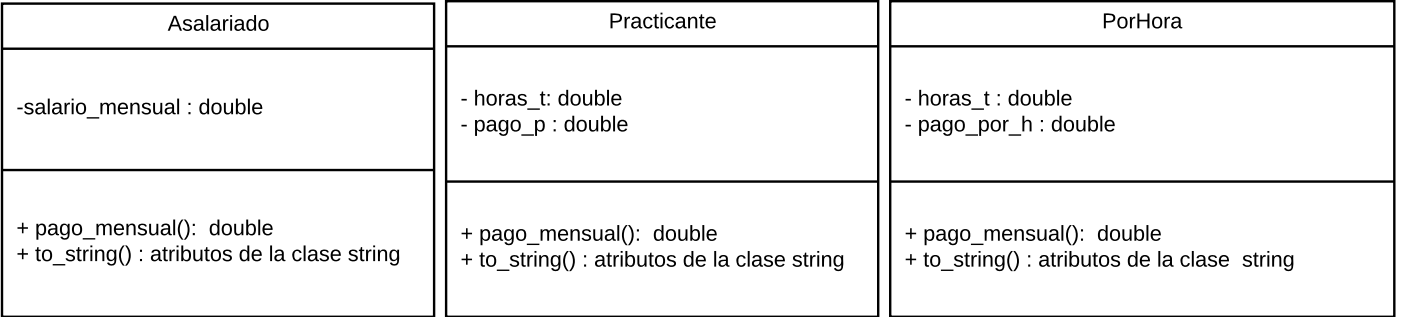 Asalariado
-salario_mensual : double
+ pago_mensual():  double
+ to_string() : atributos de la clase string
Practicante
- horas_t: double
- pago_p : double
+ pago_mensual():  double
+ to_string() : atributos de la clase string
PorHora
- horas_t : double
- pago_por_h : double
+ pago_mensual():  double
+ to_string() : atributos de la clase  string